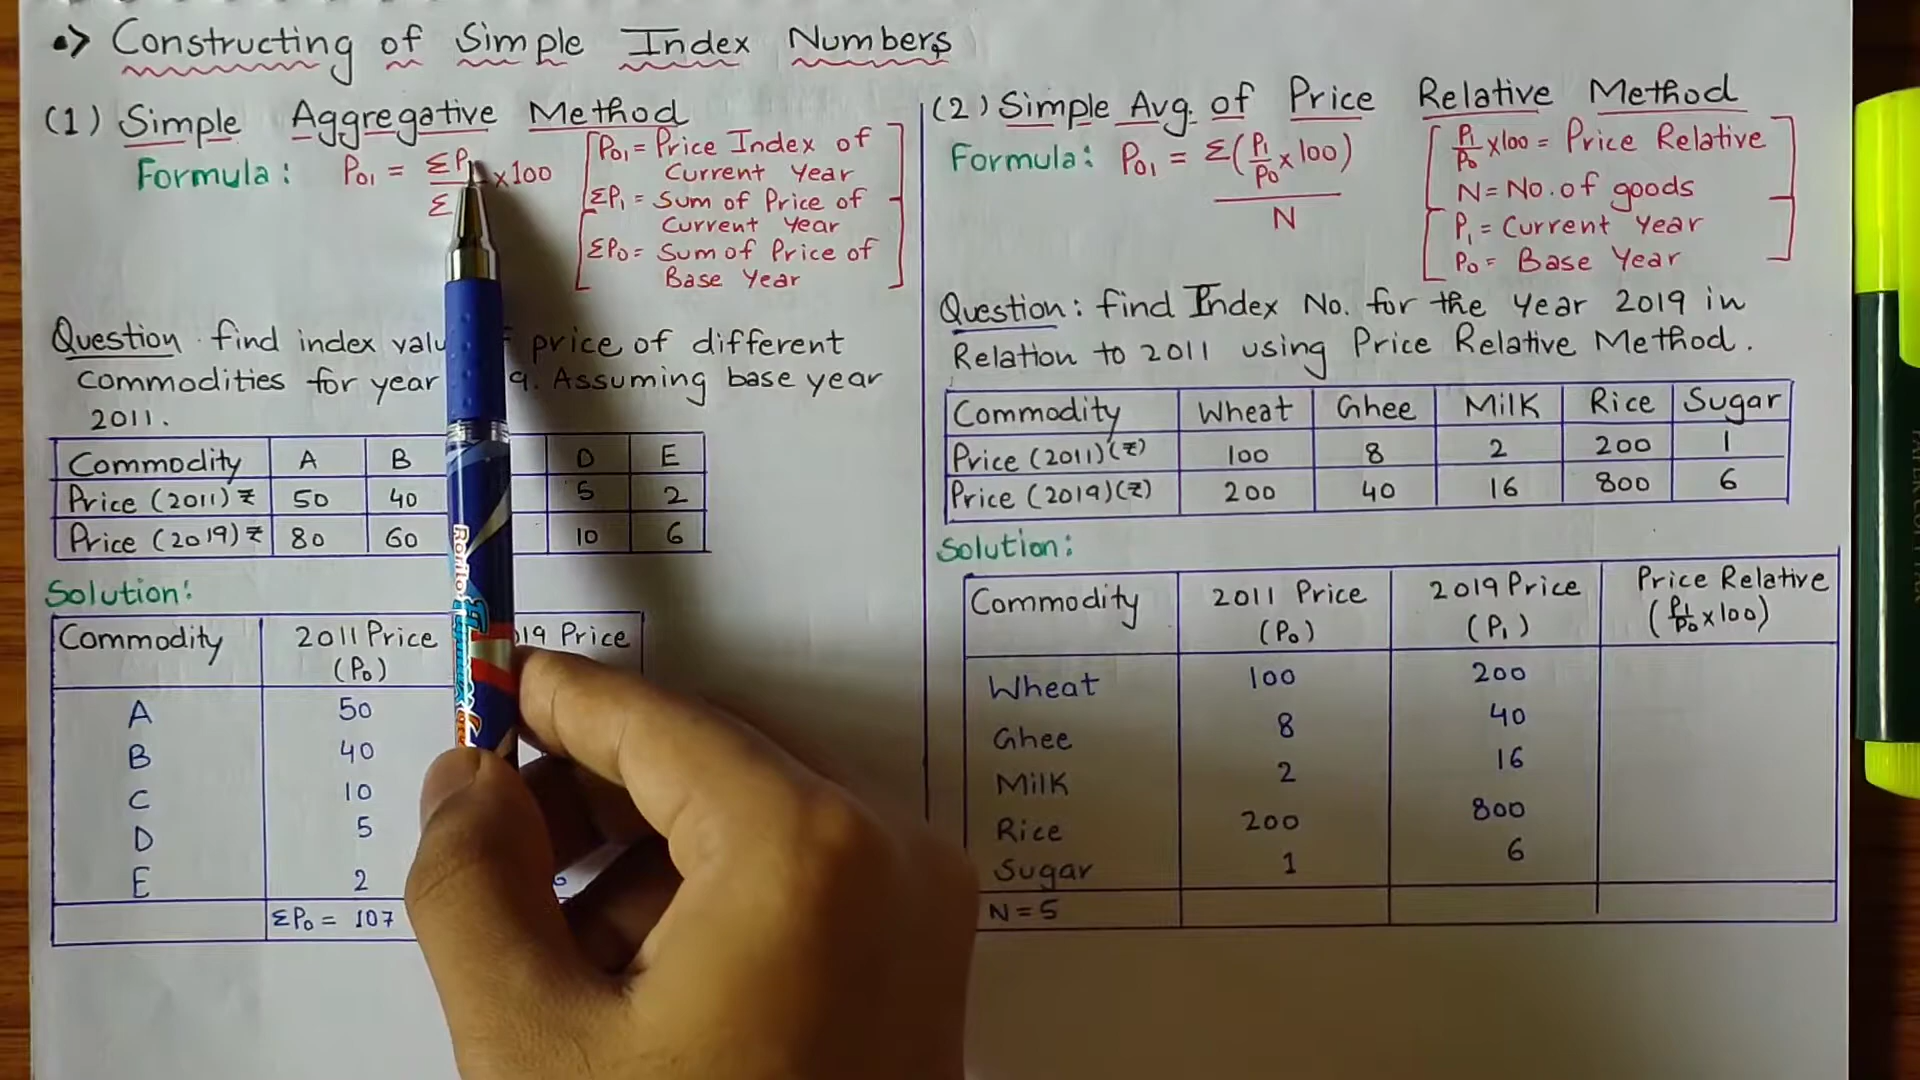 •> Constructing of Simple Index Numbers
(1) Simple Aggregative Method
Formula: P01 = ΣP1 x100
Σ
P01 = Price Index of
Current Year
ΣP1 = Sum of Price of
Current Year
ΣP0 = Sum of Price of
Base Year
Question find index price of different
Commodities for year 9. Assuming base year
2011.
Commodity A B D E
Price (2011) ₹ 50 40 5 2
Price (2019) ₹ 80 60 10 6
Solution:
Commodity 2011 Price 19 Price
(P0)
A 50
B 40
C 10
D 5
E 2
ΣP0 = 107
(2) Simple Avg. of Price Relative Method
Formula: P01 = Σ(P1/P0 x 100)
N
P1/P0 x100 = Price Relative
N = No. of goods
P1 = Current Year
P0 = Base Year
Question: find Index No. for the year 2019 in
Relation to 2011 using Price Relative Method.
Commodity Wheat Ghee Milk Rice Sugar
Price (2011)(₹) 100 8 2 200 1
Price (2019)(₹) 200 40 16 800 6
Solution:
Commodity 2011 Price 2019 Price Price Relative
(P0) (P1) (P1/P0 x100)
Wheat 100 200
Ghee 8 40
Milk 2 16
Rice 200 800
Sugar 1 6
N = 5
Rorito